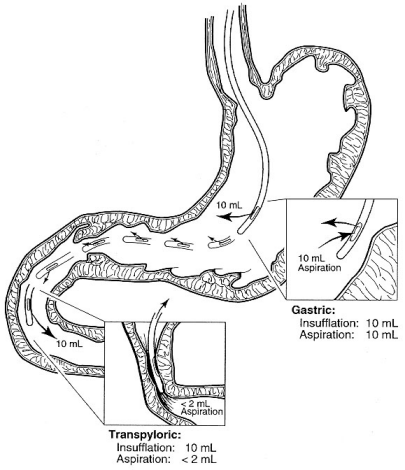 10 mL
10 mL
Aspiration
Gastric:
Insufflation: 10 mL
Aspiration: 10 mL
10 mL
< 2 mL
Aspiration
Transpyloric:
Insufflation: 10 mL
Aspiration: < 2 mL